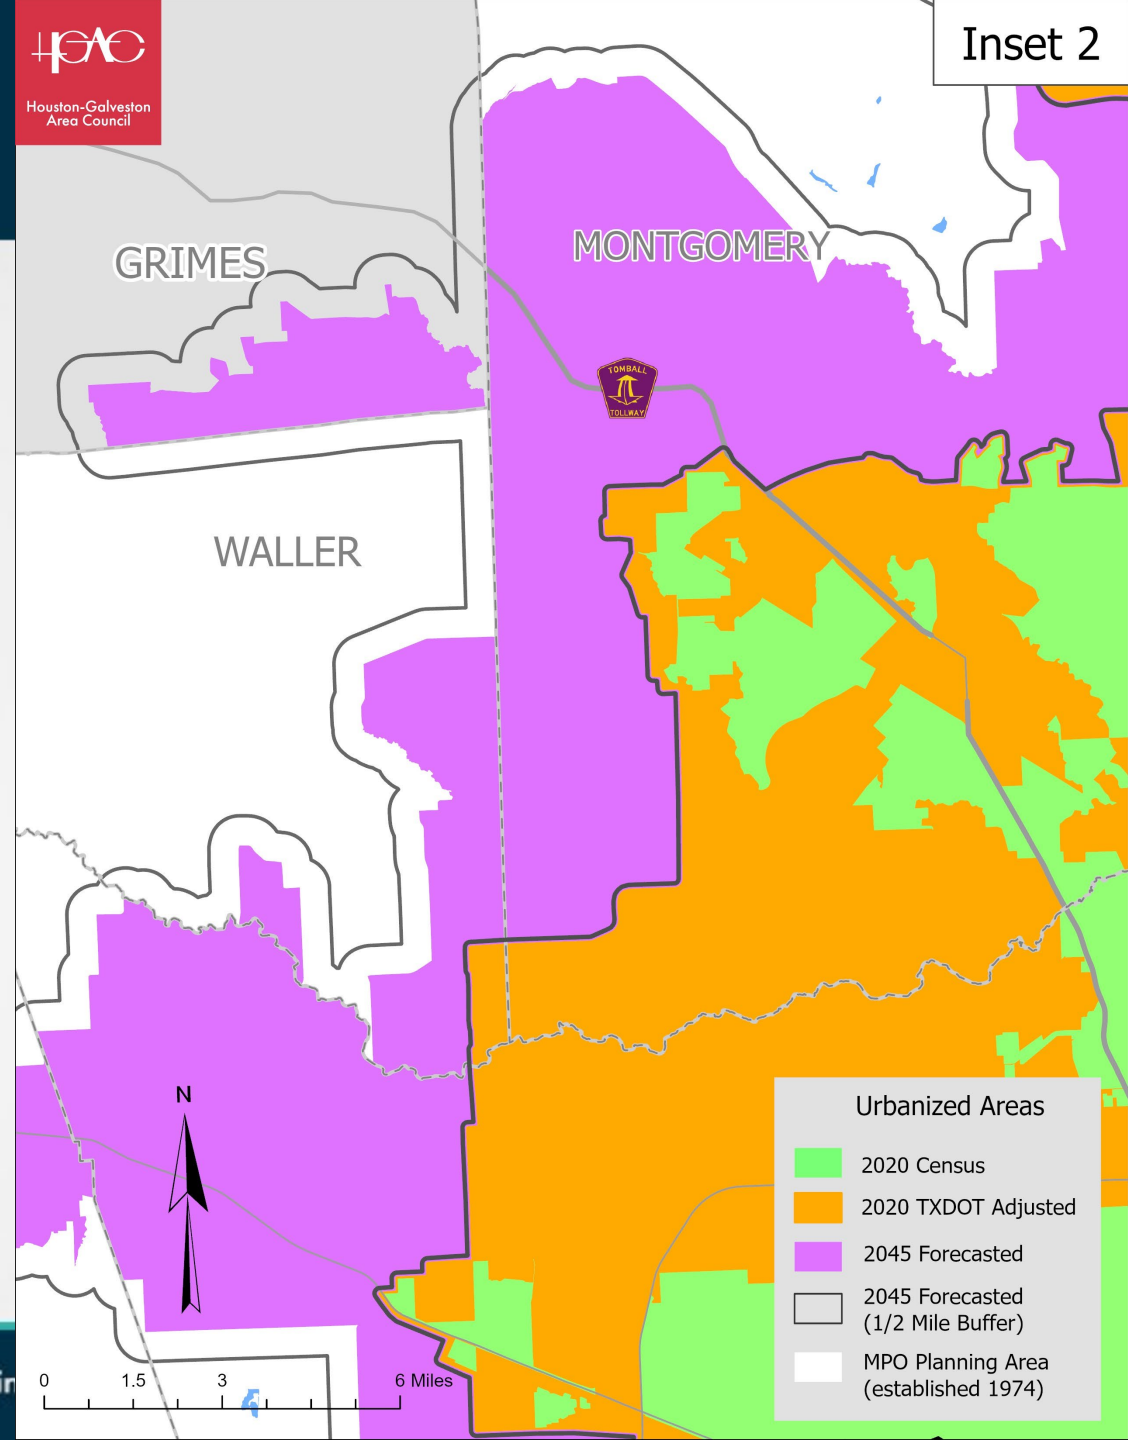 HGAC
Houston-Galveston
Area Council
Inset 2
GRIMES
MONTGOMERY
TOMBALL
TOLLWAY
WALLER
N
Urbanized Areas
2020 Census
2020 TXDOT Adjusted
2045 Forecasted
2045 Forecasted
(1/2 Mile Buffer)
MPO Planning Area
(established 1974)
0 1.5 3 6 Miles